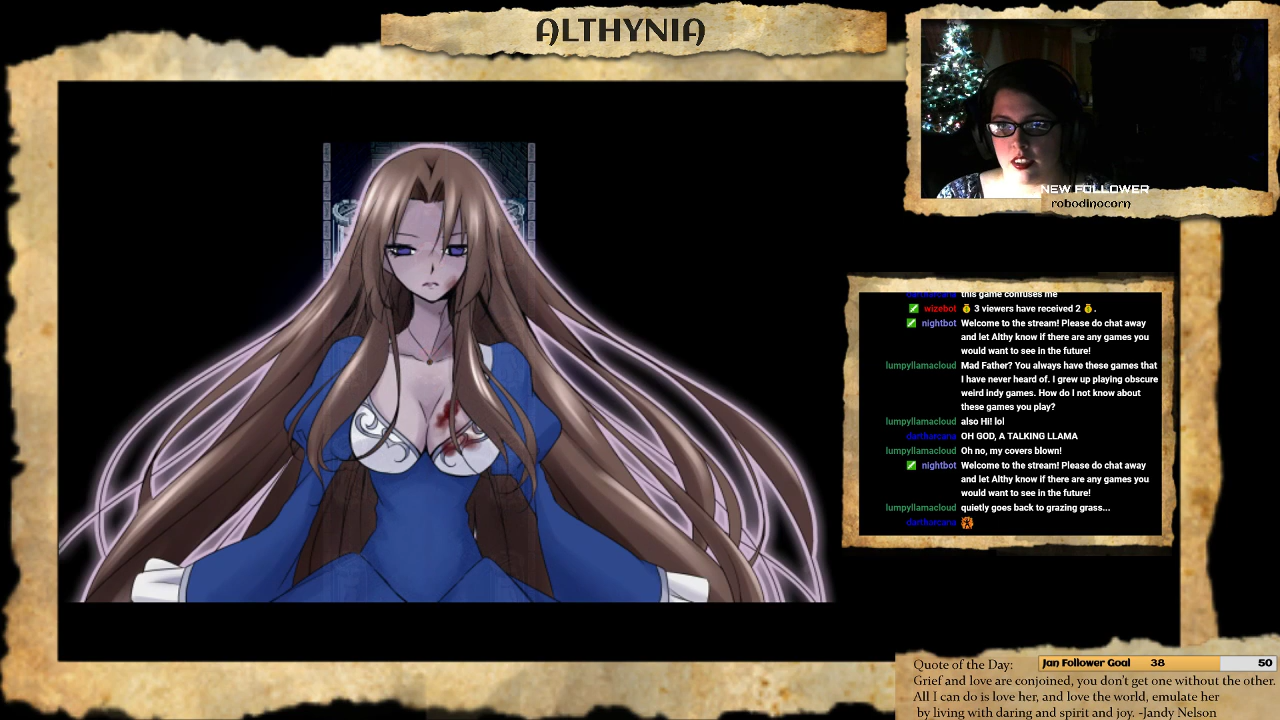 ALTHYNIA
NEW FOLLOWER
robodinocorn
dartharcana this game confuses me
wizebot 3 viewers have received 2 .
nightbot Welcome to the stream! Please do chat away
and let Althy know if there are any games you
would want to see in the future!
lumpyllamacloud Mad Father? You always have these games that
I have never heard of. I grew up playing obscure
weird indy games. How do I not know about
these games you play?
lumpyllamacloud also Hi! lol
dartharcana OH GOD, A TALKING LLAMA
lumpyllamacloud Oh no, my covers blown!
nightbot Welcome to the stream! Please do chat away
and let Althy know if there are any games you
would want to see in the future!
lumpyllamacloud quietly goes back to grazing grass...
dartharcana
Quote of the Day:
Jan Follower Goal 38 50
Grief and love are conjoined, you don't get one without the other.
All I can do is love her, and love the world, emulate her
by living with daring and spirit and joy. -Jandy Nelson